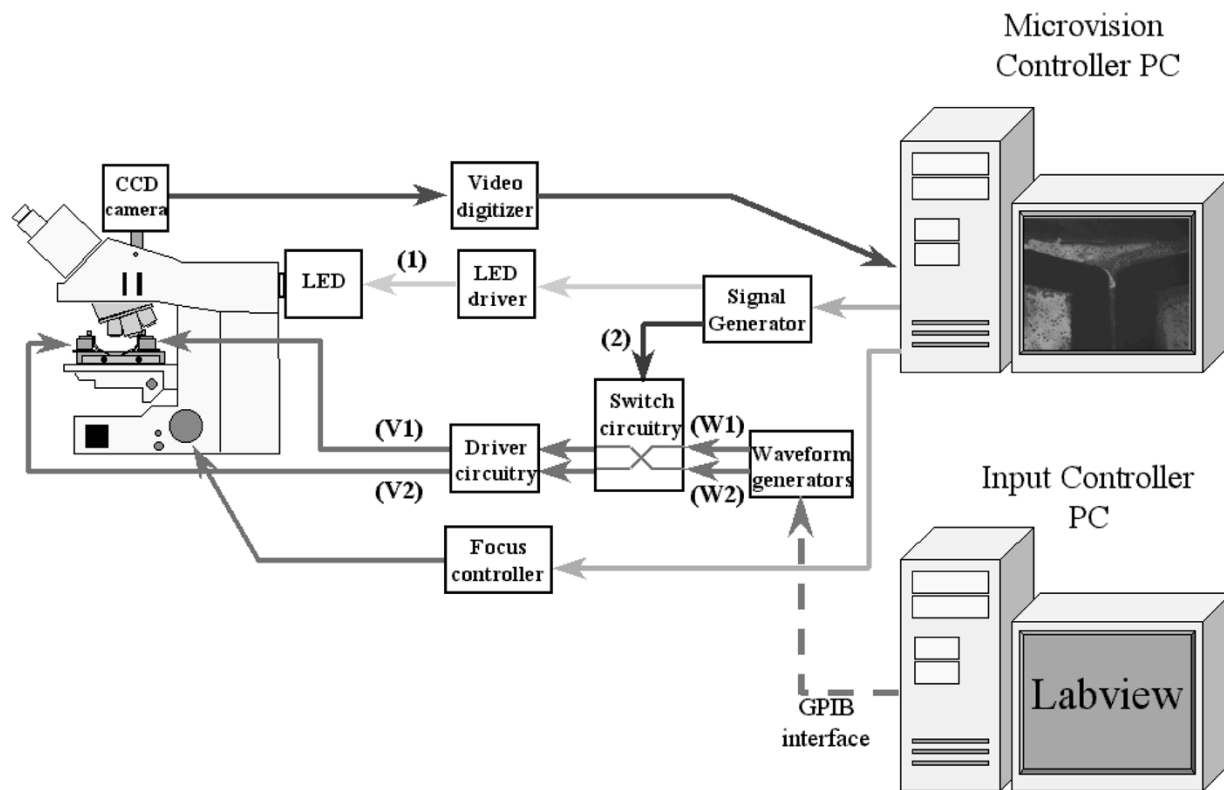 Microvision
Controller PC
CCD
camera
Video
digitizer
(1)
LED
LED
driver
Signal
Generator
(2)
Switch
circuitry
(V1)
(W1)
Driver
circuitry
Waveform
generators
(V2)
(W2)
Input Controller
PC
Focus
controller
Labview
GPIB
interface